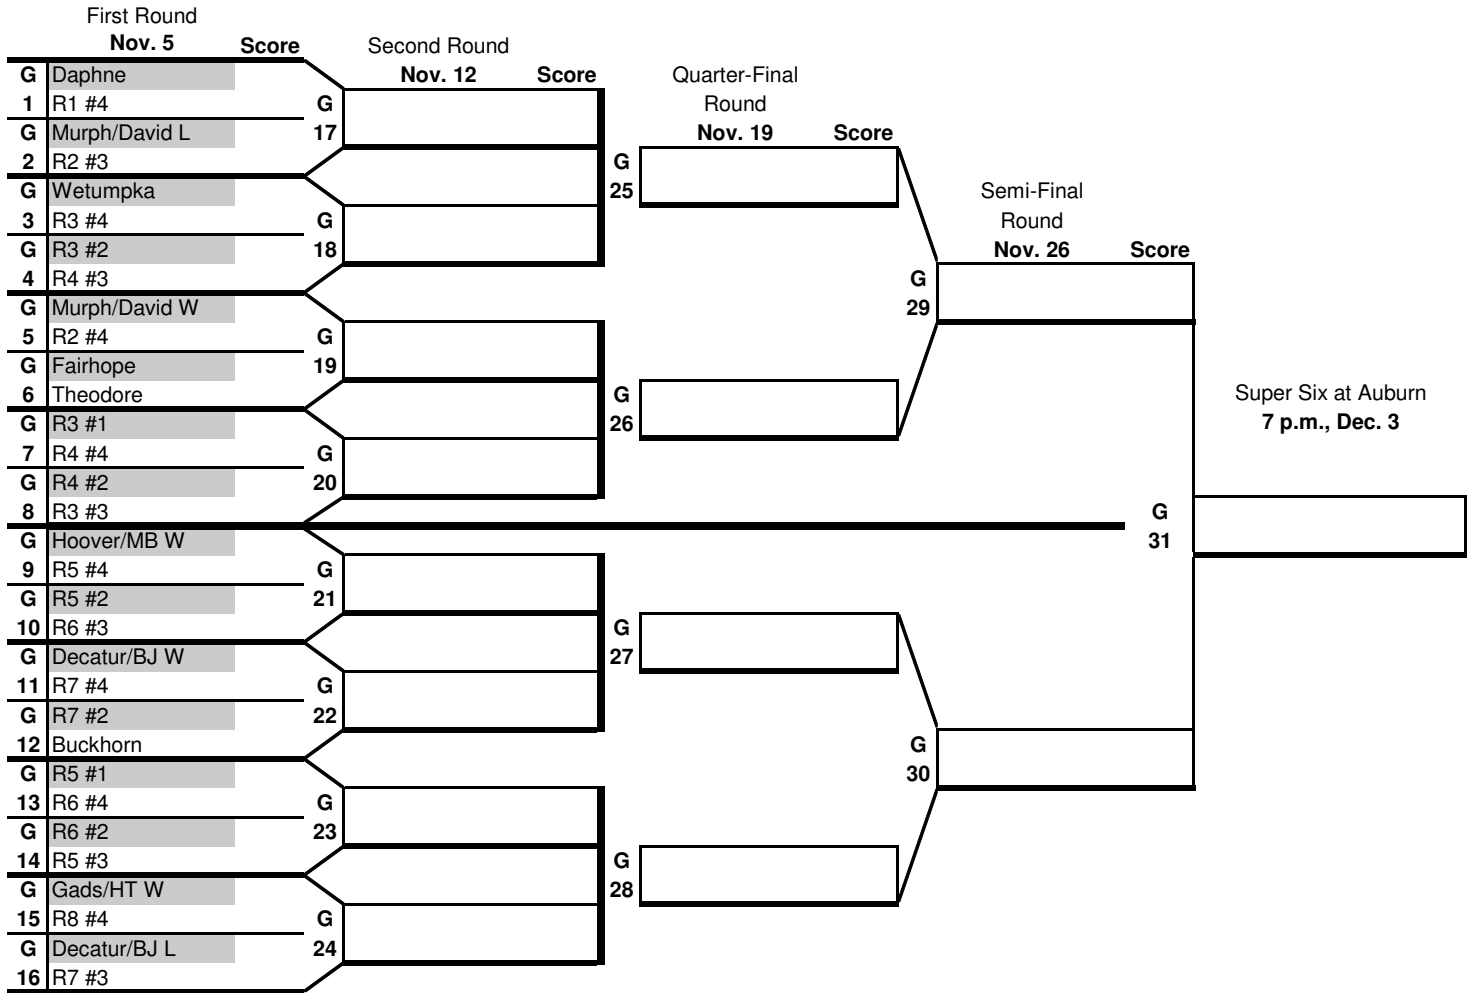 First Round
Nov. 5 Score
G Daphne
1 R1 #4
G Murph/David L
2 R2 #3
G Wetumpka
3 R3 #4
G R3 #2
4 R4 #3
G Murph/David W
5 R2 #4
G Fairhope
6 Theodore
G R3 #1
7 R4 #4
G R4 #2
8 R3 #3
G Hoover/MB W
9 R5 #4
G R5 #2
10 R6 #3
G Decatur/BJ W
11 R7 #4
G R7 #2
12 Buckhorn
G R5 #1
13 R6 #4
G R6 #2
14 R5 #3
G Gads/HT W
15 R8 #4
G Decatur/BJ L
16 R7 #3
Second Round
Nov. 12 Score
G
17
G
18
G
19
G
20
G
21
G
22
G
23
G
24
Quarter-Final
Round
Nov. 19 Score
G
25
G
26
G
27
G
28
Semi-Final
Round
Nov. 26 Score
G
29
G
30
Super Six at Auburn
7 p.m., Dec. 3
G
31